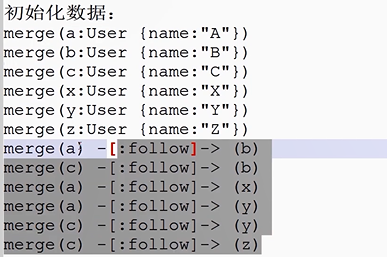 初始化数据：
merge(a:User {name:"A"})
merge(b:User {name:"B"})
merge(c:User {name:"C"})
merge(x:User {name:"X"})
merge(y:User {name:"Y"})
merge(z:User {name:"Z"})
merge(a) -[:follow]-> (b)
merge(c) -[:follow]-> (b)
merge(a) -[:follow]-> (x)
merge(a) -[:follow]-> (y)
merge(c) -[:follow]-> (y)
merge(c) -[:follow]-> (z)